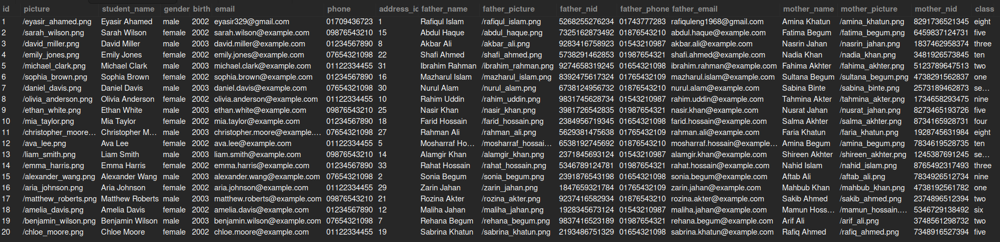 id picture student_name gender birth email phone address_id father_name father_picture father_nid father_phone father_email mother_name mother_picture mother_nid class
1 /eyasir_ahamed.png Eyasir Ahamed male 2002 eyasir329@gmail.com 01709436723 1 Rafiqul Islam /rafiqul_islam.png 5268255276234 01743777283 rafiquleng1968@gmail.com Amina Khatun /amina_khatun.png 8291736521345 eight
2 /sarah_wilson.png Sarah Wilson female 2002 sarah.wilson@example.com 09876543210 15 Abdul Haque /abdul_haque.png 7325162873492 01876543210 abdul.haque@example.com Fatima Begum /fatima_begum.png 6459837124731 five
3 /david_miller.png David Miller male 2003 david.miller@example.com 01234567890 8 Akbar Ali /akbar_ali.png 9283416758923 01543210987 akbar.ali@example.com Nasrin Jahan /nasrin_jahan.png 1837462958374 three
4 /emily_jones.png Emily Jones female 2002 emily.jones@example.com 07654321098 22 Shafi Ahmed /shafi_ahmed.png 5738291462853 01987654321 shafi.ahmed@example.com Nadia Khan /nadia_khan.png 3481926573845 ten
5 /michael_clark.png Michael Clark male 2003 michael.clark@example.com 01122334455 31 Ibrahim Rahman /ibrahim_rahman.png 9274658319245 01654321098 ibrahim.rahman@example.com Fahima Akhter /fahima_akhter.png 5123789647513 two
6 /sophia_brown.png Sophia Brown female 2002 sophia.brown@example.com 01234567890 16 Mazharul Islam /mazharul_islam.png 8392475617324 01765432109 mazharul.islam@example.com Sultana Begum /sultana_begum.png 4738291562837 one
7 /daniel_davis.png Daniel Davis male 2003 daniel.davis@example.com 07654321098 30 Nurul Alam /nurul_alam.png 6738124956732 01876543210 nurul.alam@example.com Sabina Binte /sabina_binte.png 2573189462873 se...
8 /olivia_anderson.png Olivia Anderson female 2002 olivia.anderson@example.com 01122334455 10 Rahim Uddin /rahim_uddin.png 9831745628734 01543210987 rahim.uddin@example.com Tahmina Akter /tahmina_akter.png 1734658293475 nine
9 /ethan_white.png Ethan White male 2003 ethan.white@example.com 09876543210 25 Nasir Khan /nasir_khan.png 3981726542835 01987654321 nasir.khan@example.com Nusrat Jahan /nusrat_jahan.png 8273465193726 five
10 /mia_taylor.png Mia Taylor female 2002 mia.taylor@example.com 01234567890 18 Farid Hossain /farid_hossain.png 2384956719345 01654321098 farid.hossain@example.com Salma Akhter /salma_akhter.png 8734165928731 four
11 /christopher_moore... Christopher M... male 2003 christopher.moore@example.... 07654321098 27 Rahman Ali /rahman_ali.png 5629381475638 01765432109 rahman.ali@example.com Faria Khatun /faria_khatun.png 1928745631984 eight
12 /ava_lee.png Ava Lee female 2002 ava.lee@example.com 01122334455 5 Mosharraf Ho... /mosharraf_hossai... 6538192745692 01876543210 mosharraf.hossain@example... Amina Begum /amina_begum.png 7834619528735 ten
13 /liam_smith.png Liam Smith male 2003 liam.smith@example.com 09876543210 14 Alamgir Khan /alamgir_khan.png 2371845693124 01543210987 alamgir.khan@example.com Shireen Akhter /shireen_akhter.png 1245387691245 se...
14 /emma_harris.png Emma Harris female 2002 emma.harris@example.com 01234567890 33 Rahat Hossain /rahat_hossain.png 5346789124781 01987654321 rahat.hossain@example.com Nahid Islam /nahid_islam.png 8765492317493 three
15 /alexander_wang.png Alexander Wang male 2003 alexander.wang@example.com 07654321098 2 Sonia Begum /sonia_begum.png 2391876543198 01654321098 sonia.begum@example.com Aftab Ali /aftab_ali.png 7834926512734 nine
16 /aria_johnson.png Aria Johnson female 2002 aria.johnson@example.com 01122334455 29 Zarin Jahan /zarin_jahan.png 1847659321784 01765432109 zarin.jahan@example.com Mahbub Khan /mahbub_khan.png 4738192561782 one
17 /matthew_roberts.png Matthew Roberts male 2003 matthew.roberts@example.com 09876543210 21 Rozina Akter /rozina_akter.png 9237416582934 01876543210 rozina.akter@example.com Sakib Ahmed /sakib_ahmed.png 2374896512394 two
18 /amelia_davis.png Amelia Davis female 2002 amelia.davis@example.com 01234567890 12 Maliha Jahan /maliha_jahan.png 1928345673124 01543210987 maliha.jahan@example.com Mamun Hoss... /mamun_hossain.... 5346729138492 six
19 /benjamin_wilson.png Benjamin Wilson male 2003 benjamin.wilson@example.com 07654321098 7 Rehana Begum /rehana_begum.png 9837416523189 01987654321 rehana.begum@example.com Arif Ali /arif_ali.png 3748561298732 two
20 /chloe_moore.png Chloe Moore female 2002 chloe.moore@example.com 01122334455 19 Sabrina Khatun /sabrina_khatun.png 2193486751329 01654321098 sabrina.khatun@example.com Rafiq Ahmed /rafiq_ahmed.png 7348916527394 five